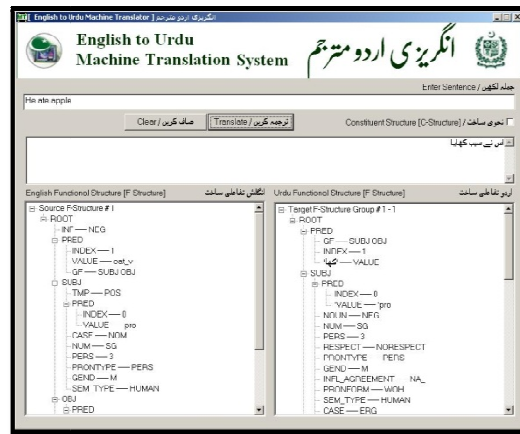 [ English to Urdu Machine Translator ] انگریزی اردو مترجم
English to Urdu
Machine Translation System
انگریزی اردو مترجم
Enter Sentence / جملہ لکھیں
He ate apple
Clear / صاف کریں
Translate / ترجمہ کریں
Constituent Structure [C-Structure] / نحوی ساخت
اس نے سیب کھایا
English Functional Structure [F Structure] انگلش تفاعلی ساخت
Source F-Structure # 1
ROOT
INF — NEG
PRED
INDEX — 1
VALUE — eat_v
GF — SUBJ OBJ
SUBJ
TMP — POS
PRED
INDEX — 0
VALUE pro
CASE — NOM
NUM — SG
PERS — 3
PRONTYPE — PERS
GEND — M
SEM_TYPE — HUMAN
OBJ
PRED
Urdu Functional Structure [F Structure] اردو تفاعلی ساخت
Target F-Structure Group # 1 - 1
ROOT
PRED
GF — SUBJ OBJ
INDEX — 1
'کھا' — VALUE
SUBJ
PRED
INDEX — 0
VALUE — 'pro
NOUN — NEG
NUM — SG
PERS — 3
RESPECT — NORESPECT
PRONTYPE PERS
GEND — M
INFL_AGREEMENT NA_
PRONFORM — WOH
SEM_TYPE — HUMAN
CASE — ERG